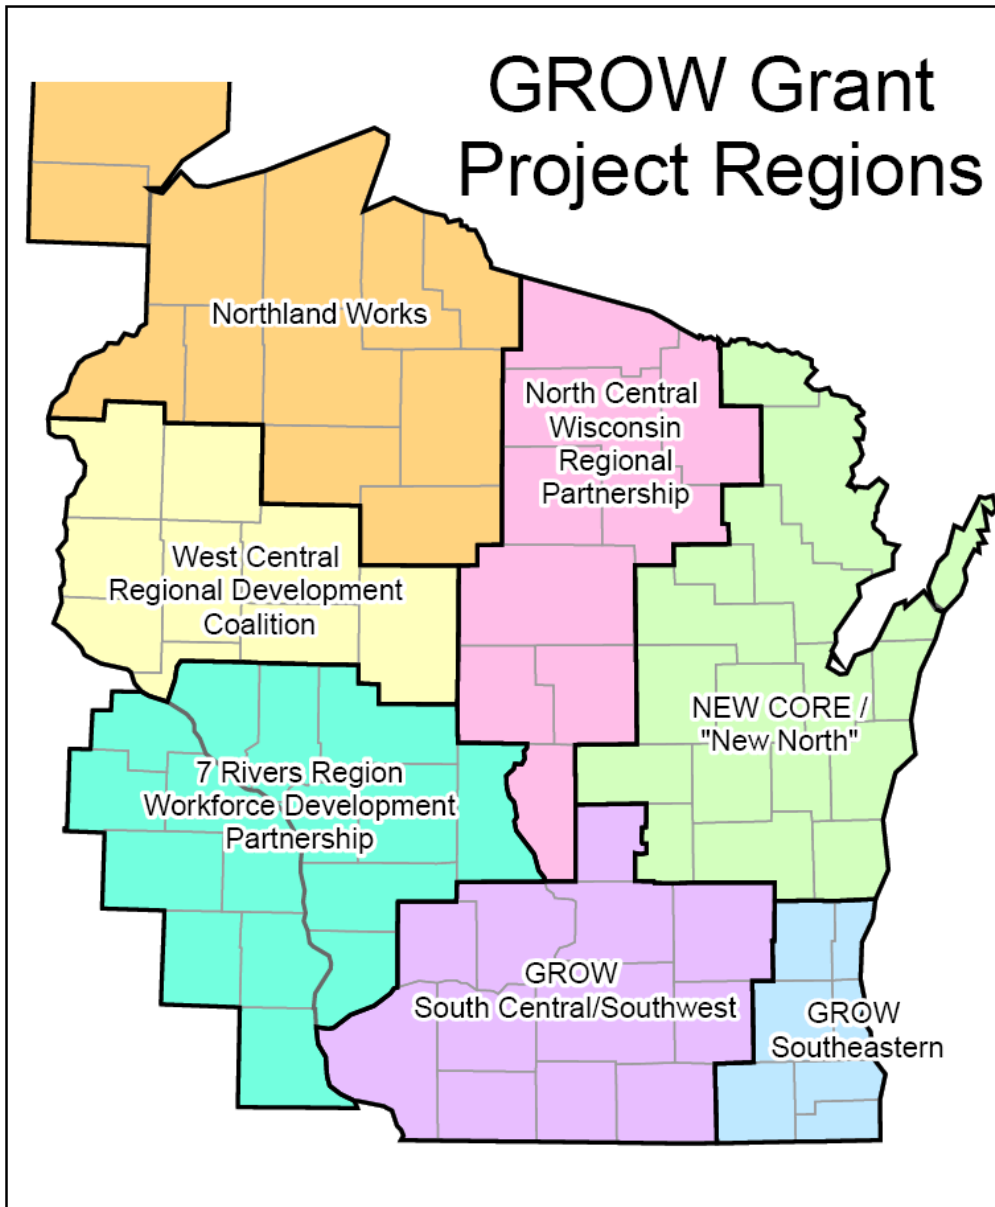 GROW Grant
Project Regions
Northland Works
North Central
Wisconsin
Regional
Partnership
West Central
Regional Development
Coalition
NEW CORE /
"New North"
7 Rivers Region
Workforce Development
Partnership
GROW
South Central/Southwest
GROW
Southeastern